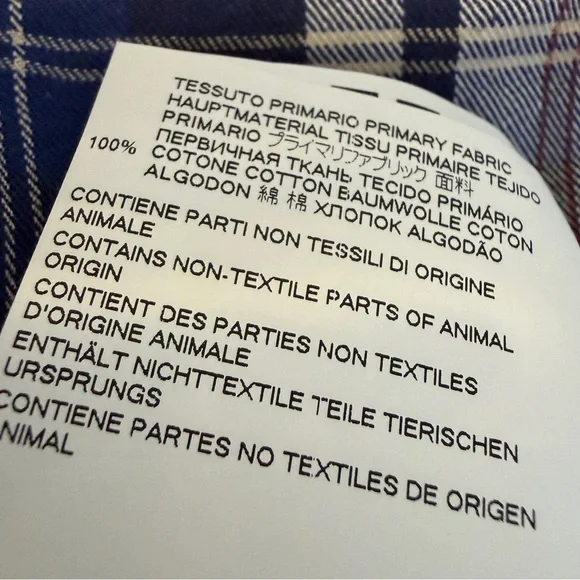 TESSUTO PRIMARIO PRIMARY FABRIC
HAUPTMATERIAL TISSU PRIMAIRE TEJIDO
PRIMARIO プライマリファブリック 面料
ПЕРВИЧНАЯ ТКАНЬ TECIDO PRIMÁRIO
100% COTONE COTTON BAUMWOLLE COTON
ALGODON 綿 棉 ХЛОПОК ALGODÃO
CONTIENE PARTI NON TESSILI DI ORIGINE
ANIMALE
CONTAINS NON-TEXTILE PARTS OF ANIMAL
ORIGIN
CONTIENT DES PARTIES NON TEXTILES
D'ORIGINE ANIMALE
ENTHÄLT NICHTTEXTILE TEILE TIERISCHEN
URSPRUNGS
CONTIENE PARTES NO TEXTILES DE ORIGEN
NIMAL